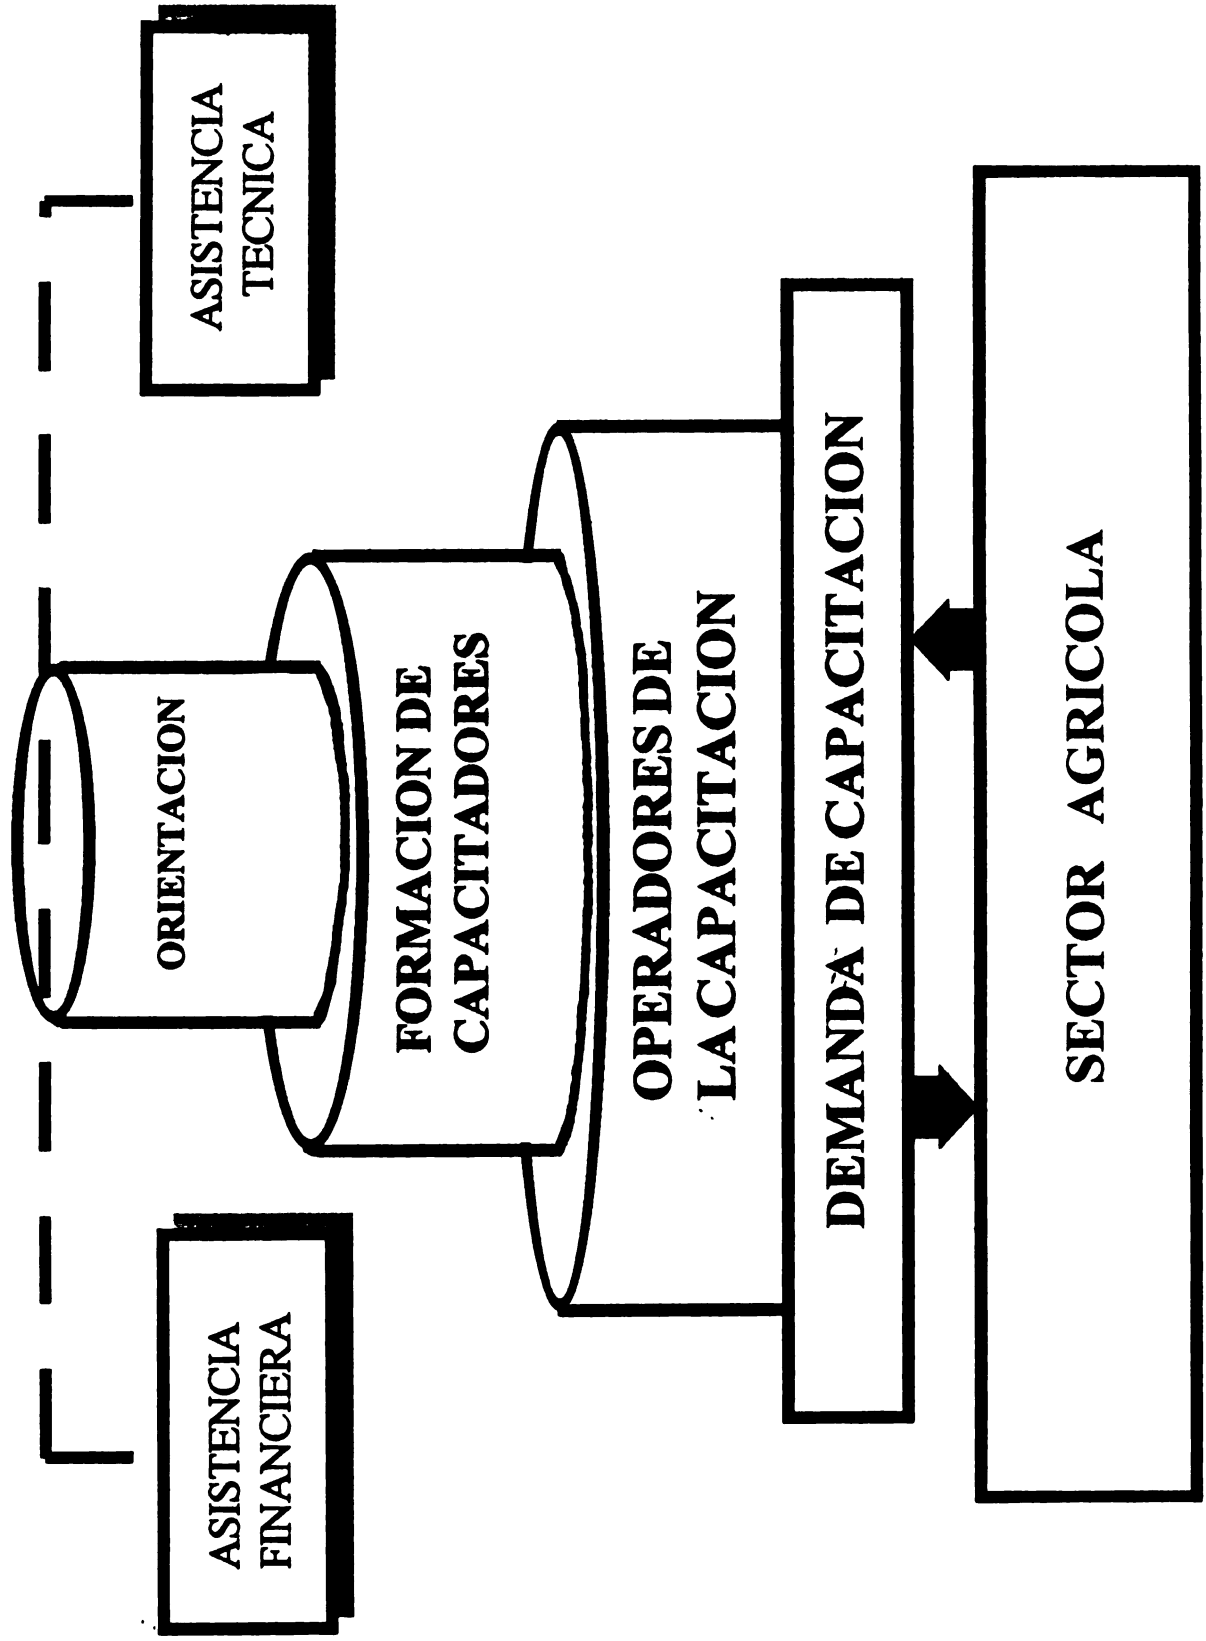 ORIENTACION
ASISTENCIA
FINANCIERA
ASISTENCIA
TECNICA
FORMACION DE
CAPACITADORES
OPERADORES DE
LA CAPACITACION
DEMANDA DE CAPACITACION
SECTOR AGRICOLA